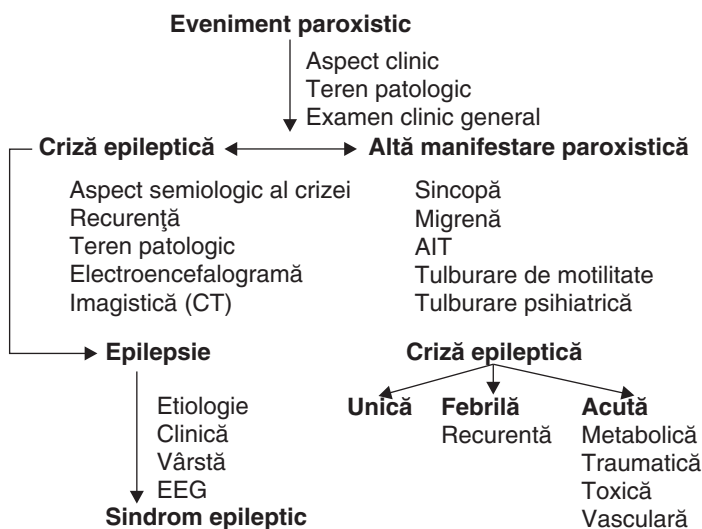 Eveniment paroxistic
Aspect clinic
Teren patologic
Examen clinic general
Criză epileptică Altă manifestare paroxistică
Aspect semiologic al crizei
Recurenţă
Teren patologic
Electroencefalogramă
Imagistică (CT)
Sincopă
Migrenă
AIT
Tulburare de motilitate
Tulburare psihiatrică
Epilepsie
Etiologie
Clinică
Vârstă
EEG
Sindrom epileptic
Criză epileptică
Unică
Febrilă
Recurentă
Acută
Metabolică
Traumatică
Toxică
Vasculară